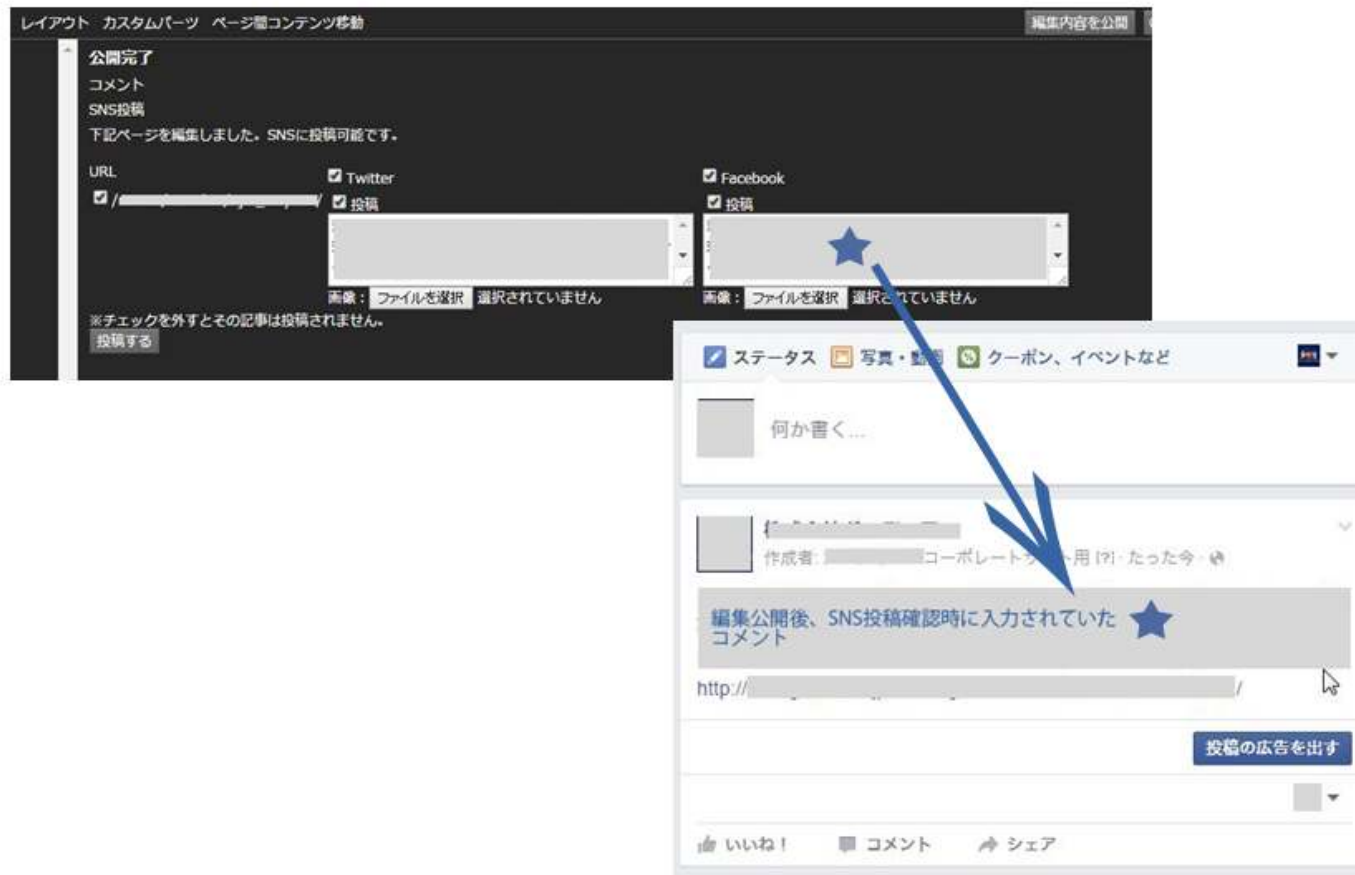 レイアウト カスタムパーツ ページ間コンテンツ移動 編集内容を公開
公開完了
コメント
SNS投稿
下記ページを編集しました。SNSに投稿可能です。
URL Twitter Facebook
/ / 投稿 投稿
画像： ファイルを選択 選択されていません 画像： ファイルを選択 選択されていません
※チェックを外すとその記事は投稿されません。
投稿する
ステータス 写真・動画 クーポン、イベントなど
何か書く...
作成者: コーポレートサイト用 [?]・たった今・
編集公開後、SNS投稿確認時に入力されていた
コメント
http:// /
投稿の広告を出す
いいね！ コメント シェア